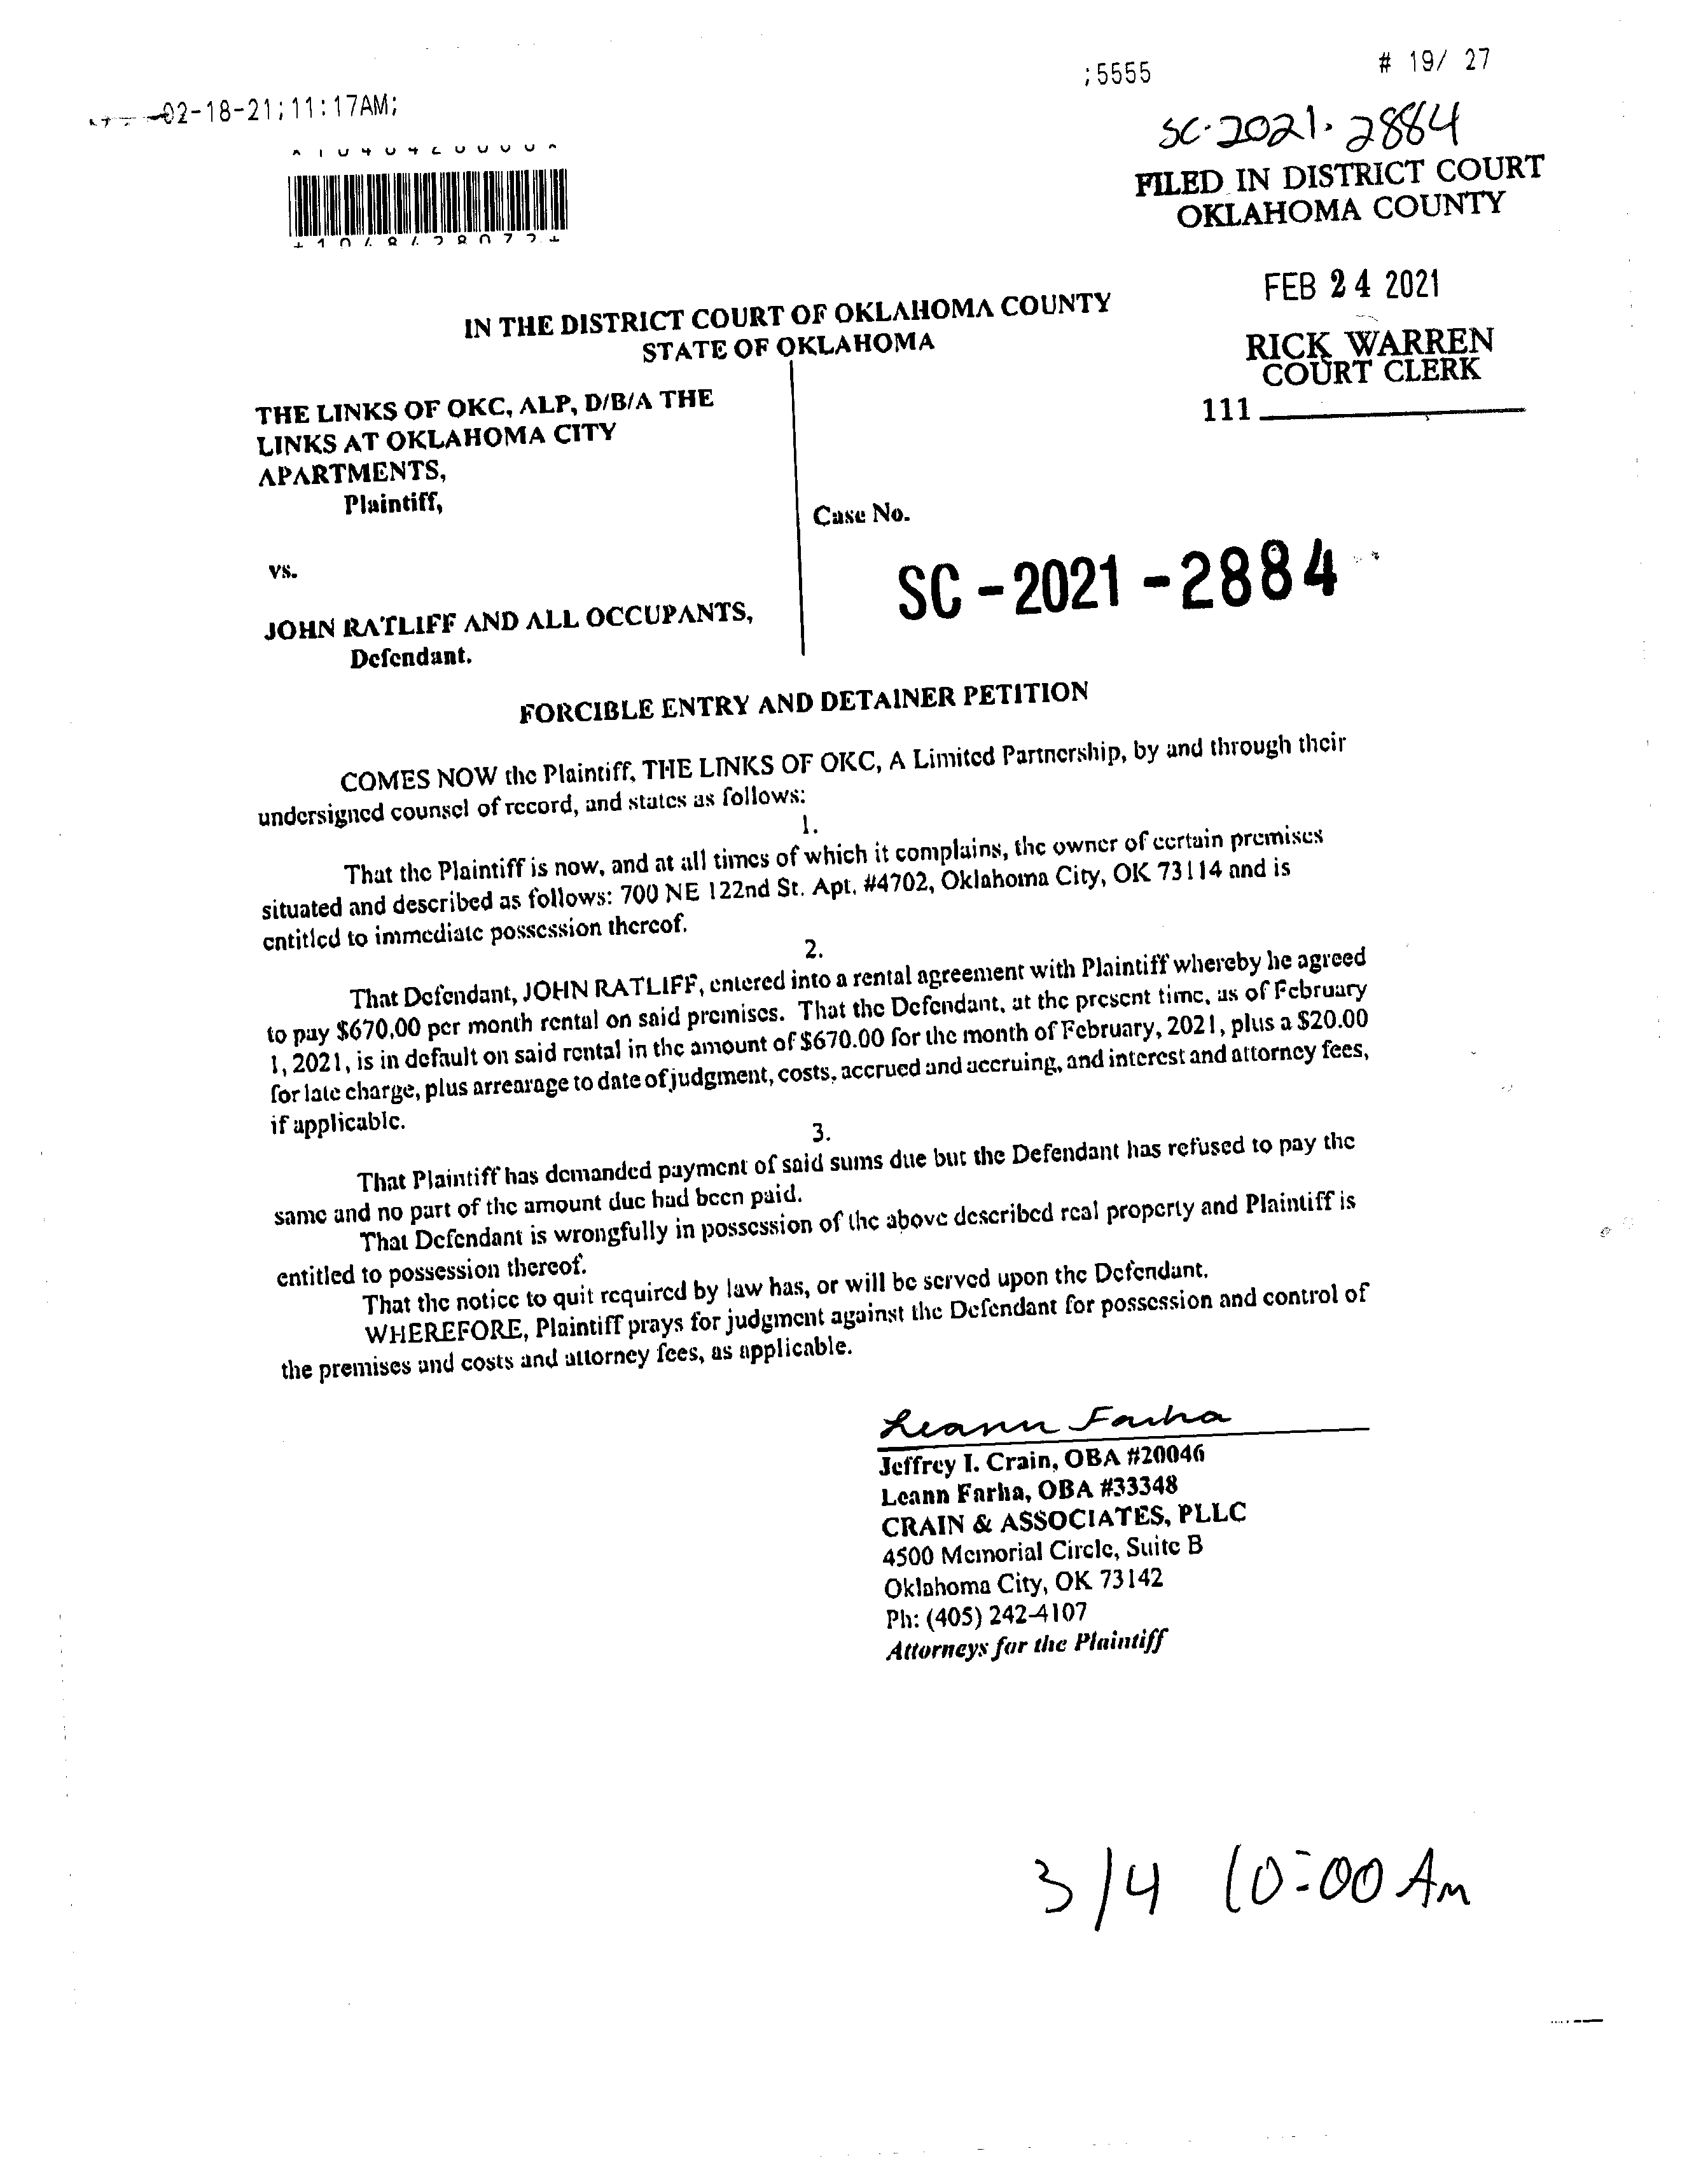 02-18-21;11:17AM;
;5555
# 19/ 27
SC-2021-2884
FILED IN DISTRICT COURT
OKLAHOMA COUNTY
FEB 24 2021
RICK WARREN
COURT CLERK
111
IN THE DISTRICT COURT OF OKLAHOMA COUNTY
STATE OF OKLAHOMA
THE LINKS OF OKC, ALP, D/B/A THE
LINKS AT OKLAHOMA CITY
APARTMENTS,
Plaintiff,
vs.
JOHN RATLIFF AND ALL OCCUPANTS,
Defendant.
Case No.
SC-2021-2884
FORCIBLE ENTRY AND DETAINER PETITION
COMES NOW the Plaintiff, THE LINKS OF OKC, A Limited Partnership, by and through their
undersigned counsel of record, and states as follows:
1.
That the Plaintiff is now, and at all times of which it complains, the owner of certain premises
situated and described as follows: 700 NE 122nd St. Apt. #4702, Oklahoma City, OK 73114 and is
entitled to immediate possession thereof.
2.
That Defendant, JOHN RATLIFF, entered into a rental agreement with Plaintiff whereby he agreed
to pay $670.00 per month rental on said premises. That the Defendant, at the present time, as of February
1, 2021, is in default on said rental in the amount of $670.00 for the month of February, 2021, plus a $20.00
for late charge, plus arrearage to date of judgment, costs, accrued and accruing, and interest and attorney fees,
if applicable.
3.
That Plaintiff has demanded payment of said sums due but the Defendant has refused to pay the
same and no part of the amount due had been paid.
That Defendant is wrongfully in possession of the above described real property and Plaintiff is
entitled to possession thereof.
That the notice to quit required by law has, or will be served upon the Defendant.
WHEREFORE, Plaintiff prays for judgment against the Defendant for possession and control of
the premises and costs and attorney fees, as applicable.
Leann Farha
Jeffrey I. Crain, OBA #20046
Leann Farha, OBA #33348
CRAIN & ASSOCIATES, PLLC
4500 Memorial Circle, Suite B
Oklahoma City, OK 73142
Ph: (405) 242-4107
Attorneys for the Plaintiff
3/4 10:00 Am